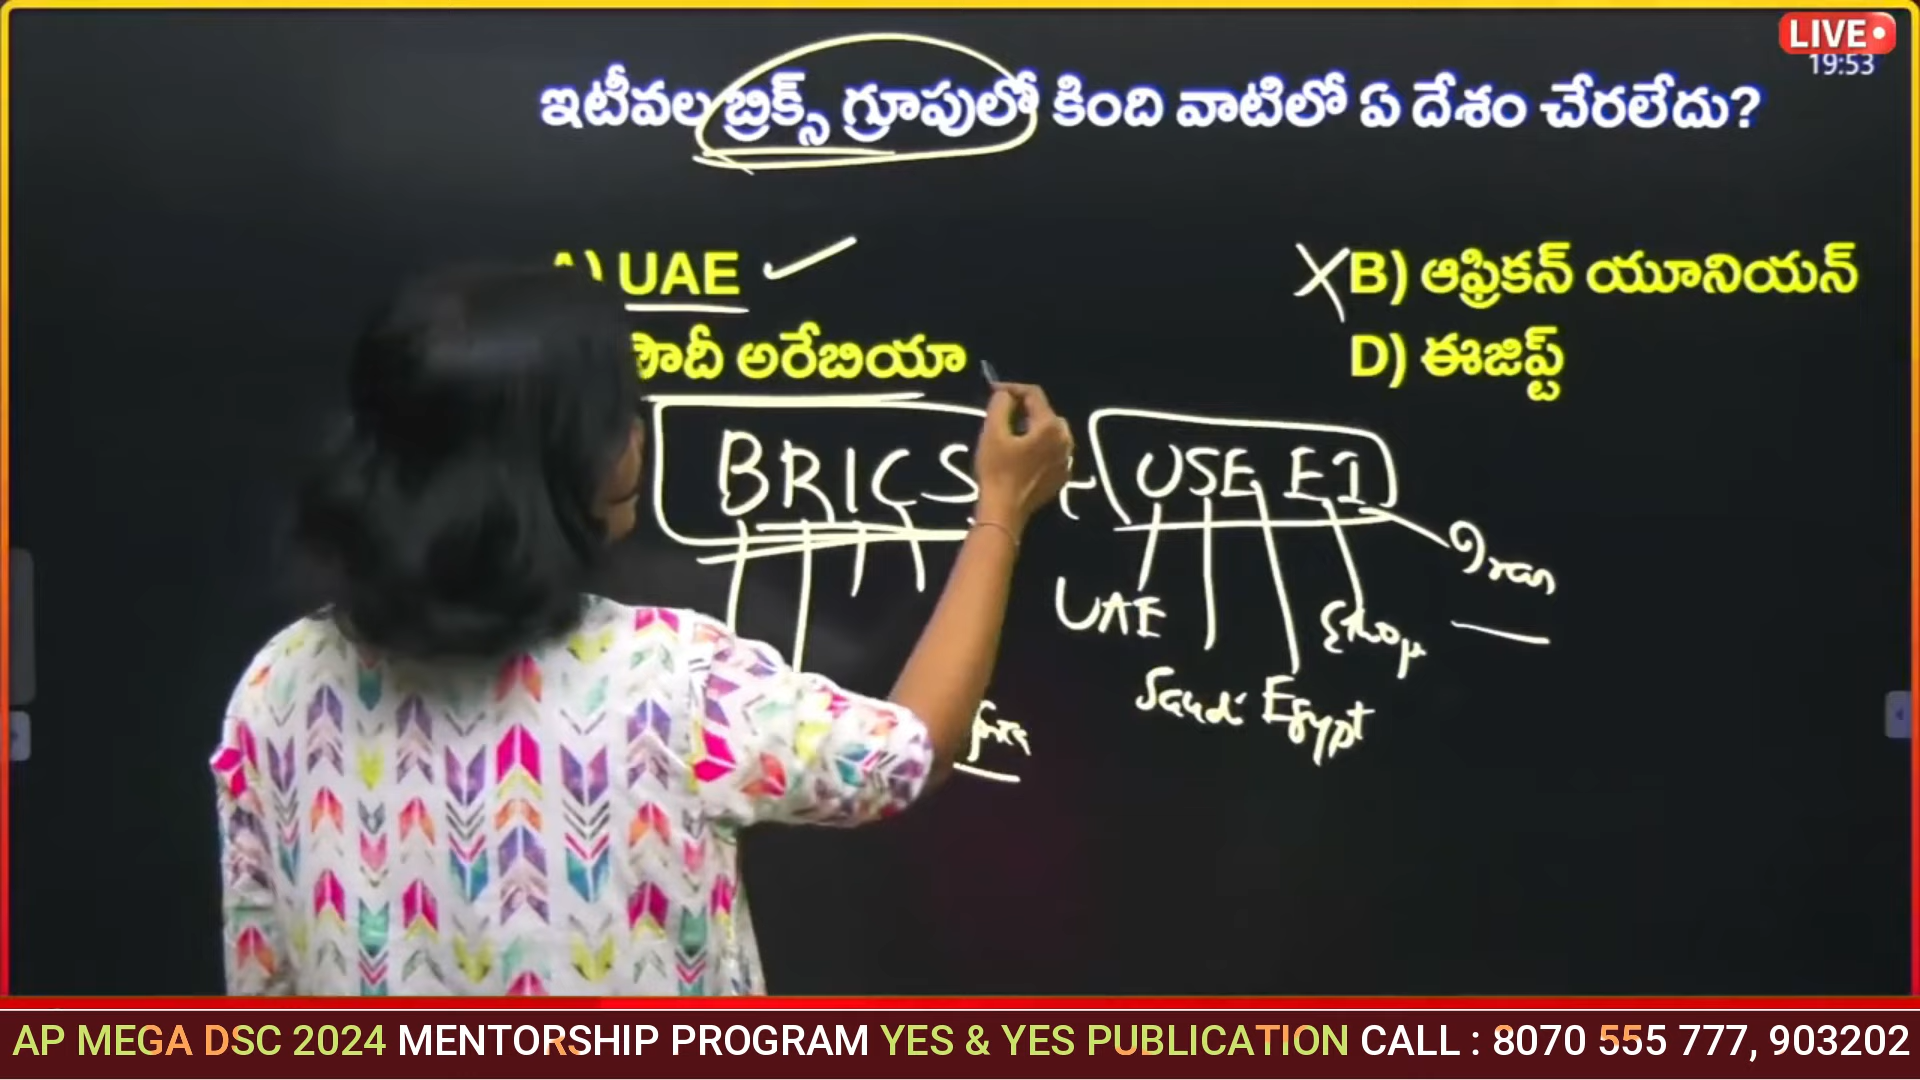 LIVE
19:53
ఇటీవల బ్రిక్స్ గ్రూపులో కింది వాటిలో ఏ దేశం చేరలేదు?
A) UAE
B) ఆఫ్రికన్ యూనియన్
సౌదీ అరేబియా
D) ఈజిప్ట్
BRICS
USEEI
Iran
UAE
Saudi Egypt
AP MEGA DSC 2024 MENTORSHIP PROGRAM YES & YES PUBLICATION CALL : 8070 555 777, 903202